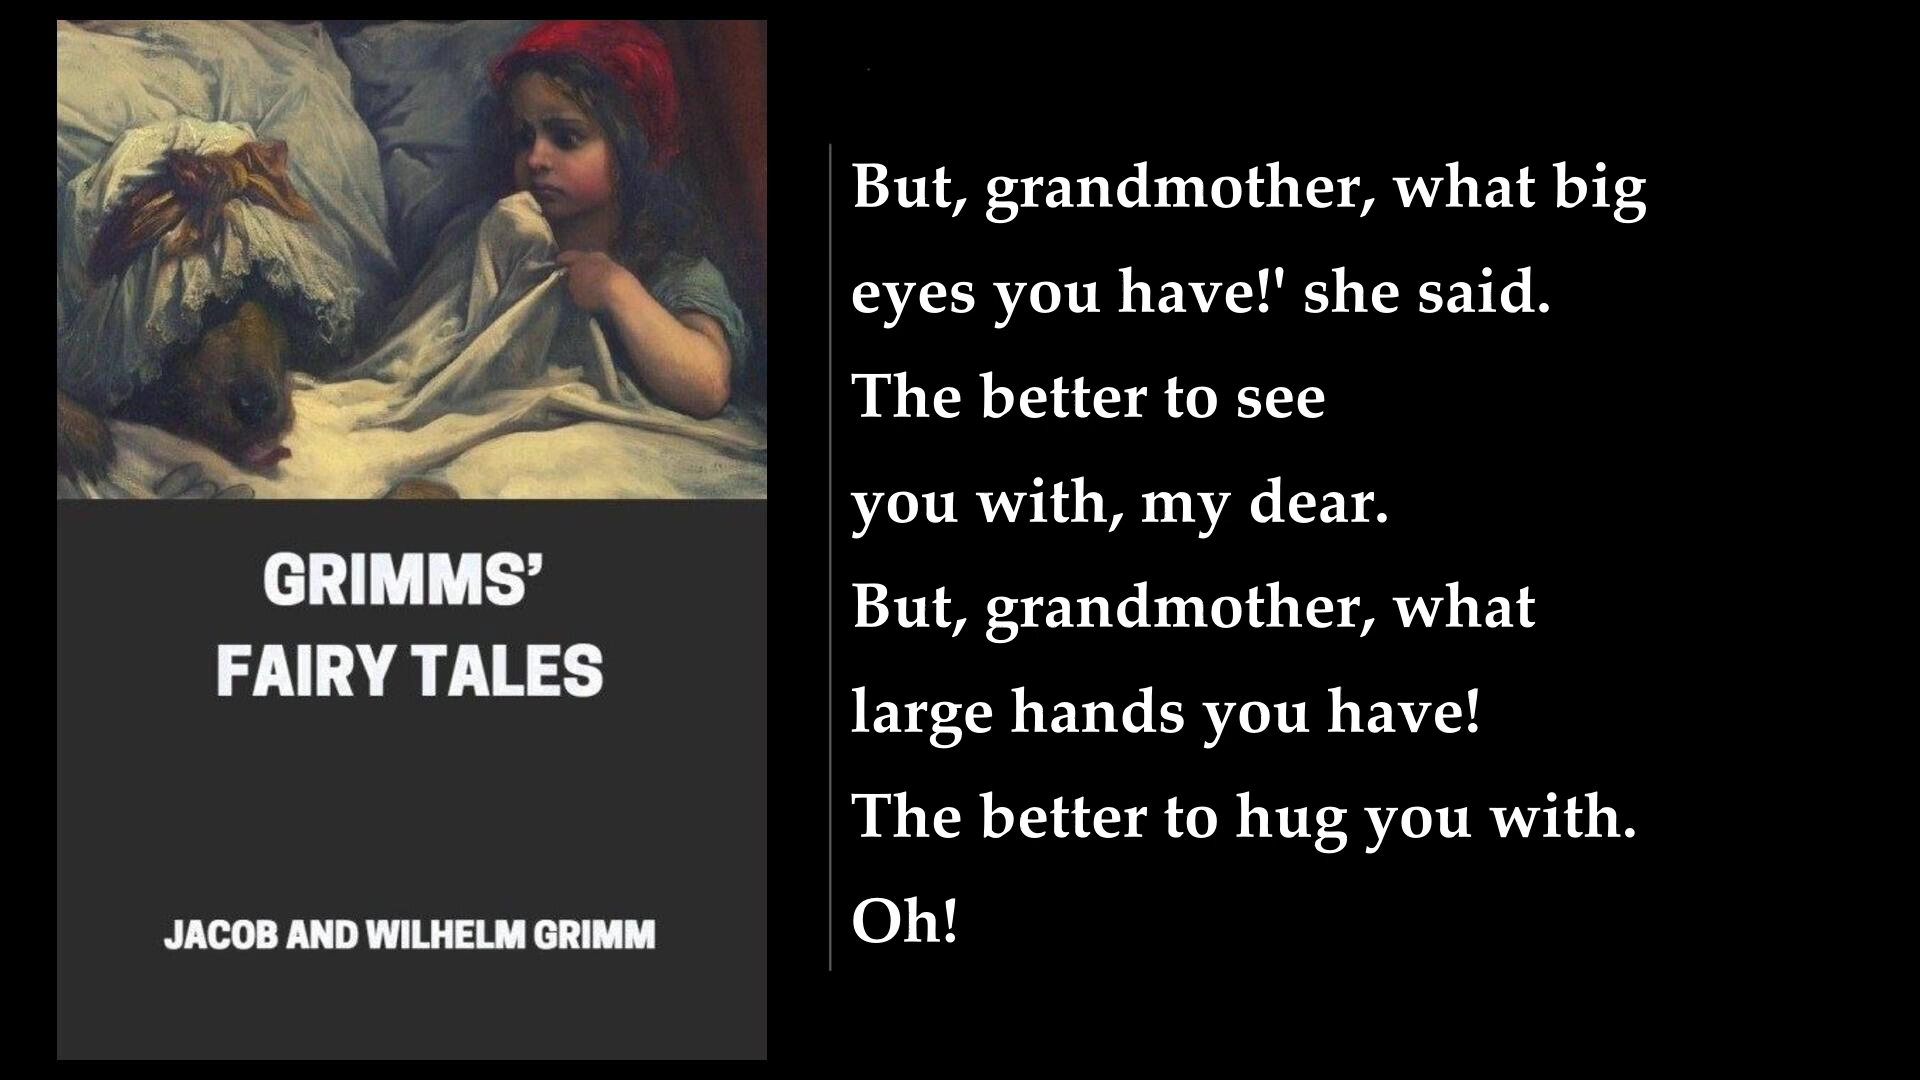 GRIMMS’
FAIRY TALES
JACOB AND WILHELM GRIMM
But, grandmother, what big
eyes you have!' she said.
The better to see
you with, my dear.
But, grandmother, what
large hands you have!
The better to hug you with.
Oh!